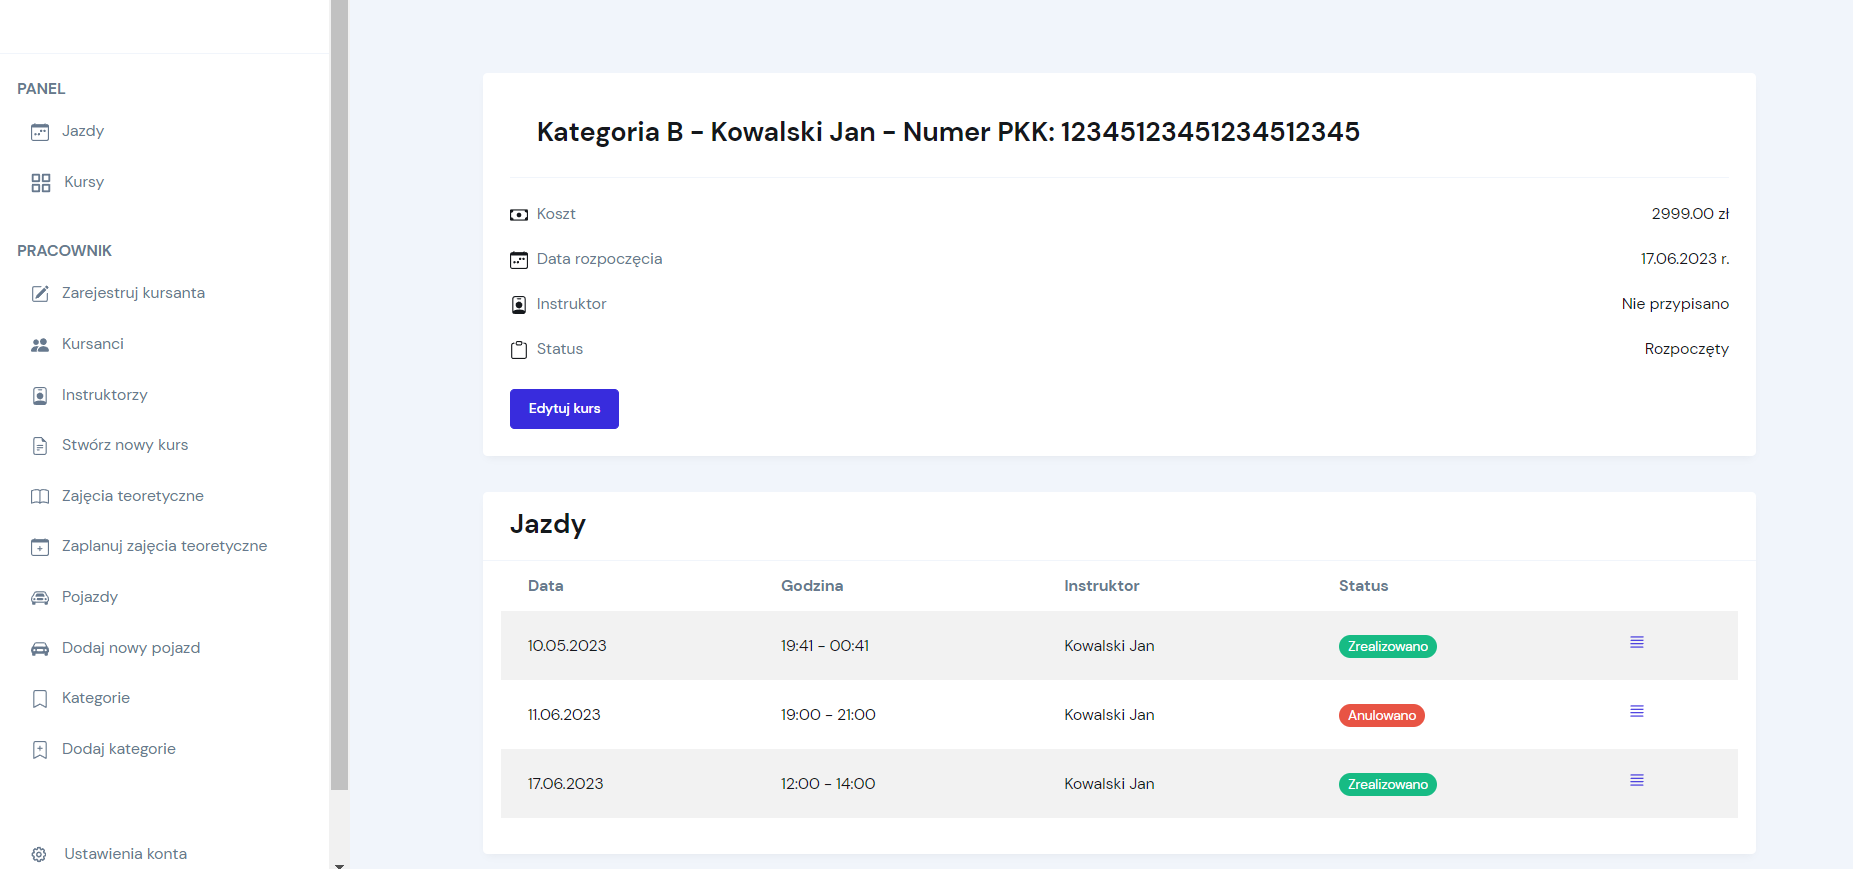 PANEL
Jazdy
Kursy
PRACOWNIK
Zarejestruj kursanta
Kursanci
Instruktorzy
Stwórz nowy kurs
Zajęcia teoretyczne
Zaplanuj zajęcia teoretyczne
Pojazdy
Dodaj nowy pojazd
Kategorie
Dodaj kategorie
Ustawienia konta
Kategoria B - Kowalski Jan - Numer PKK: 12345123451234512345
Koszt 2999.00 zł
Data rozpoczęcia 17.06.2023 r.
Instruktor Nie przypisano
Status Rozpoczęty
Edytuj kurs
Jazdy
Data Godzina Instruktor Status
10.05.2023 19:41 - 00:41 Kowalski Jan Zrealizowano
11.06.2023 19:00 - 21:00 Kowalski Jan Anulowano
17.06.2023 12:00 - 14:00 Kowalski Jan Zrealizowano